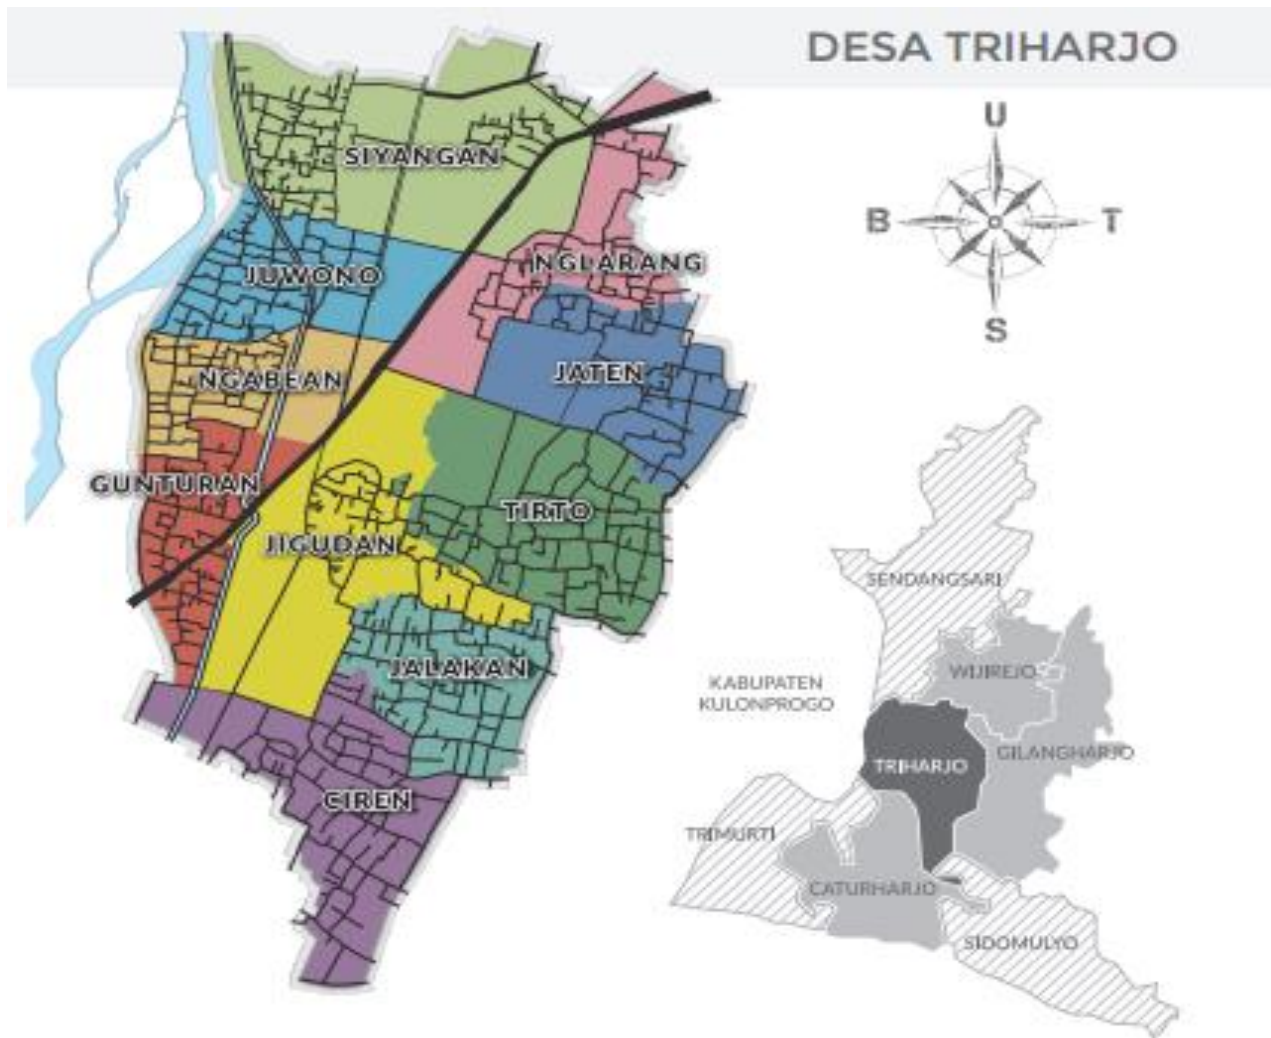 DESA TRIHARJO
U
B
T
S
SIYANGAN
NGLARANG
JUWONO
JATEN
NGABEAN
GUNTURAN
TIRTO
JIGUDAN
JALAKAN
CIREN
SENDANGSARI
WIJIREJO
KABUPATEN
KULONPROGO
GILANGHARJO
TRIHARJO
TRIMURTI
CATURHARJO
SIDOMULYO